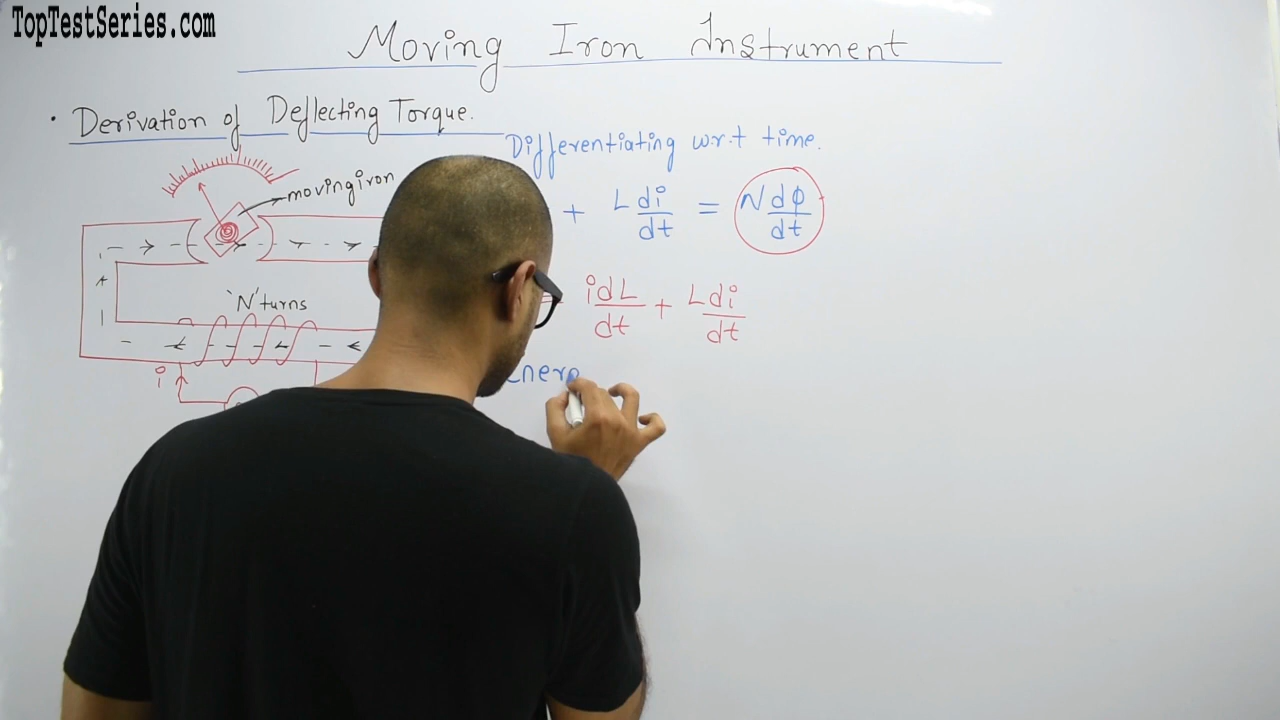 TopTestSeries.com
Moving Iron Instrument
• Derivation of Deflecting Torque.
Differentiating w.r.t time.
moving iron
+ L di/dt = N dϕ/dt
'N' turns
= i dL/dt + L di/dt
i
Ener